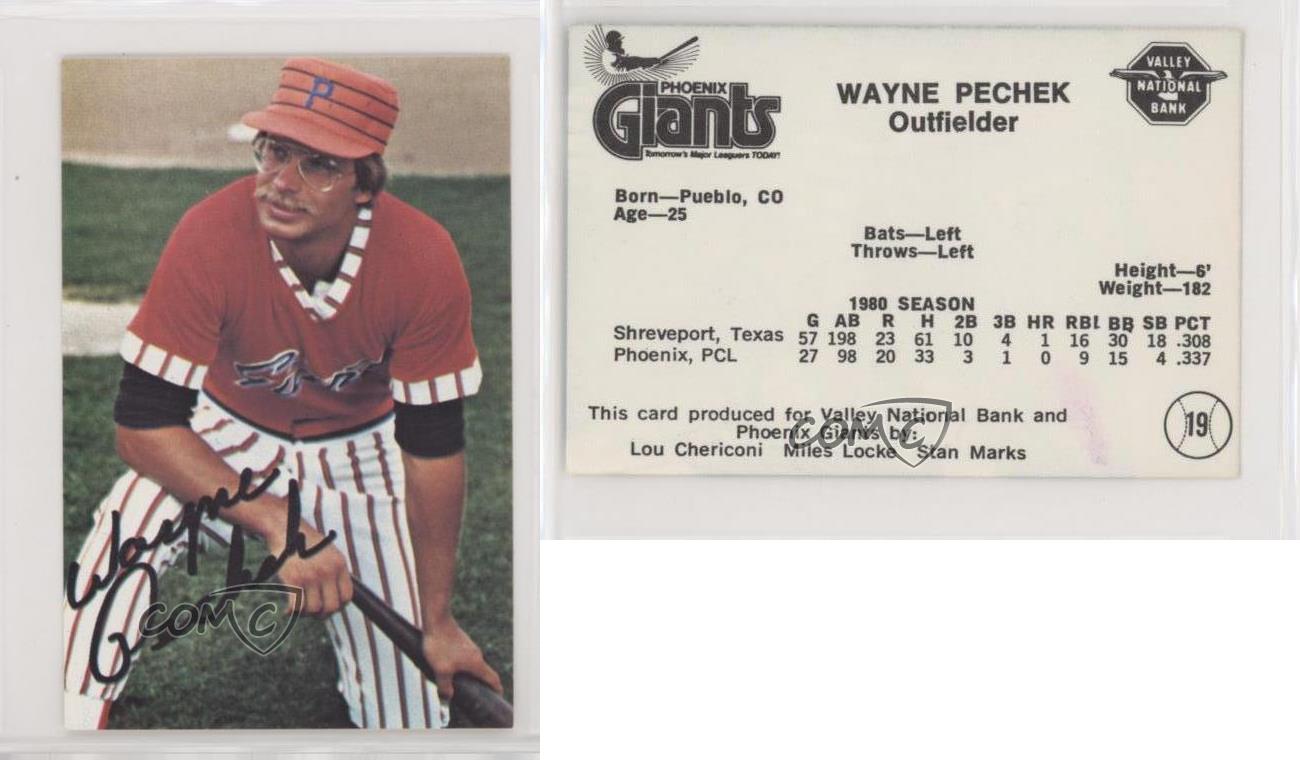 P
Wayne
COMC
PHOENIX
Giants
Tomorrow's Major Leaguers TODAY!
WAYNE PECHEK
Outfielder
VALLEY
NATIONAL
BANK
Born—Pueblo, CO
Age—25
Bats—Left
Throws—Left
Height—6'
Weight—182
1980 SEASON
G AB R H 2B 3B HR RBI BB SB PCT
Shreveport, Texas 57 198 23 61 10 4 1 16 30 18 .308
Phoenix, PCL 27 98 20 33 3 1 0 9 15 4 .337
This card produced for Valley National Bank and
Phoenix Giants by:
Lou Chericoni Miles Locke Stan Marks
COMC
19